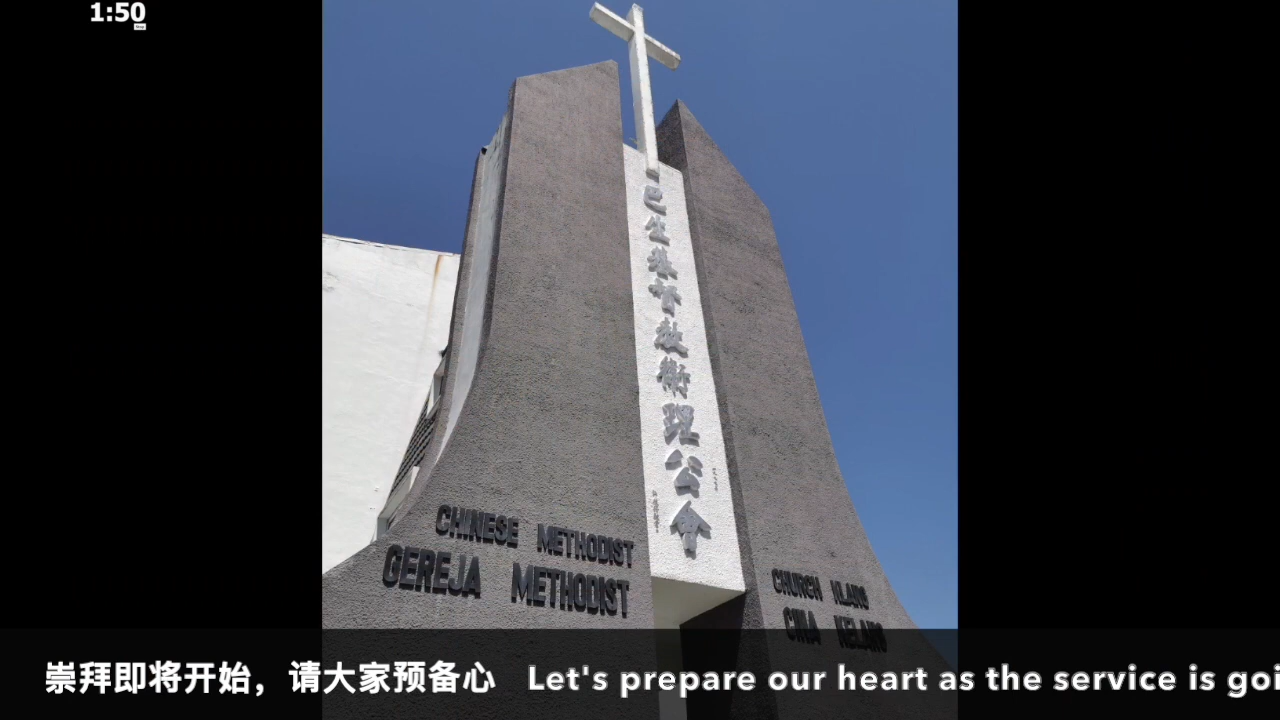 1:50
巴生基督教衛理公會
CHINESE METHODIST CHURCH KLANG
GEREJA METHODIST CINA KELANG
崇拜即将开始，请大家预备心 Let's prepare our heart as the service is goi